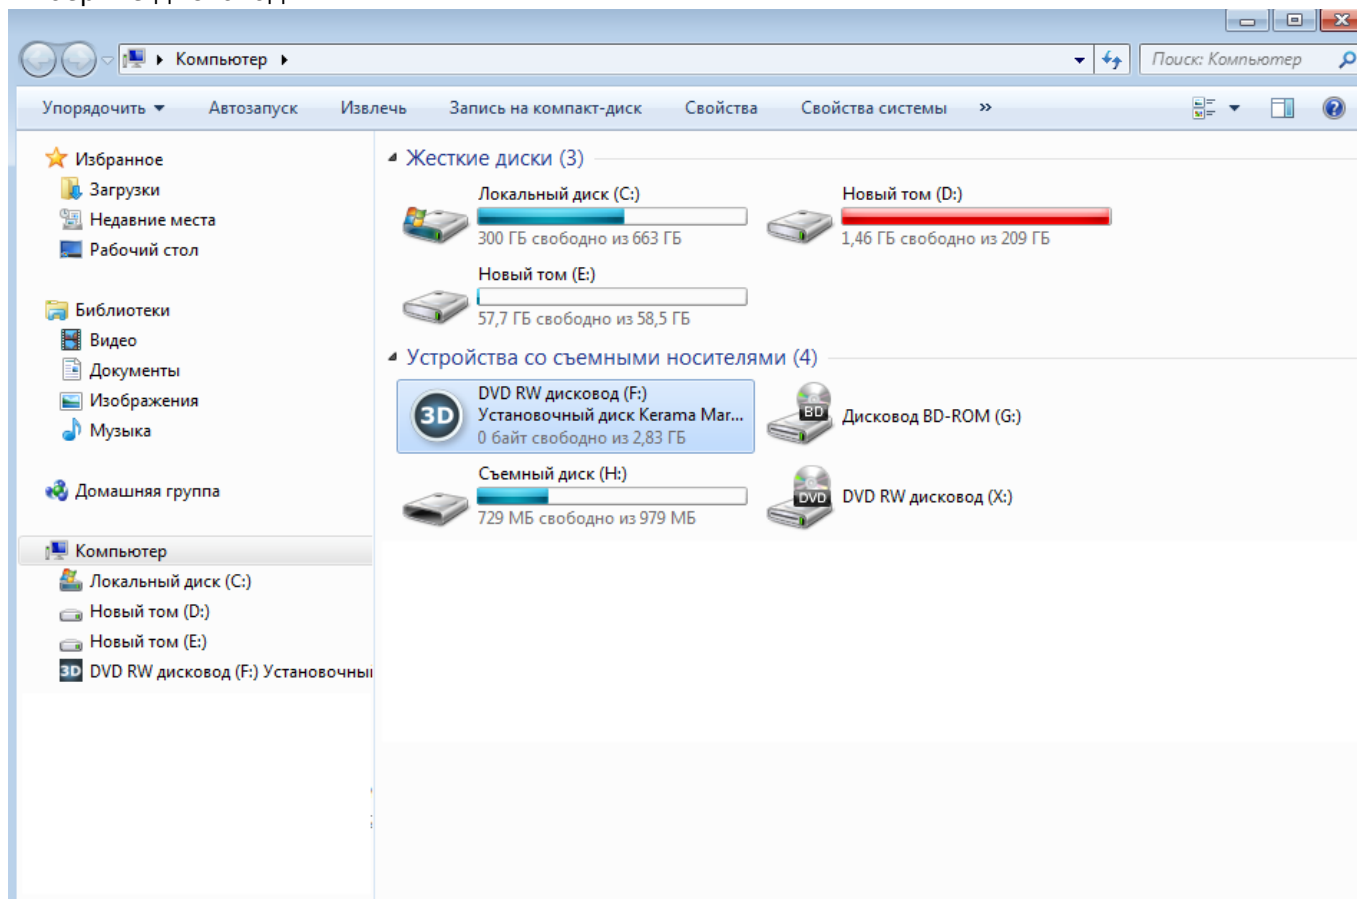 Компьютер
Поиск: Компьютер
Упорядочить
Автозапуск
Извлечь
Запись на компакт-диск
Свойства
Свойства системы
»
Избранное
Загрузки
Недавние места
Рабочий стол
Библиотеки
Видео
Документы
Изображения
Музыка
Домашняя группа
Компьютер
Локальный диск (C:)
Новый том (D:)
Новый том (E:)
3D DVD RW дисковод (F:) Установочный
Жесткие диски (3)
Локальный диск (C:)
300 ГБ свободно из 663 ГБ
Новый том (D:)
1,46 ГБ свободно из 209 ГБ
Новый том (E:)
57,7 ГБ свободно из 58,5 ГБ
Устройства со съемными носителями (4)
3D
DVD RW дисковод (F:)
Установочный диск Kerama Mar...
0 байт свободно из 2,83 ГБ
BD
Дисковод BD-ROM (G:)
Съемный диск (H:)
729 МБ свободно из 979 МБ
DVD
DVD RW дисковод (X:)